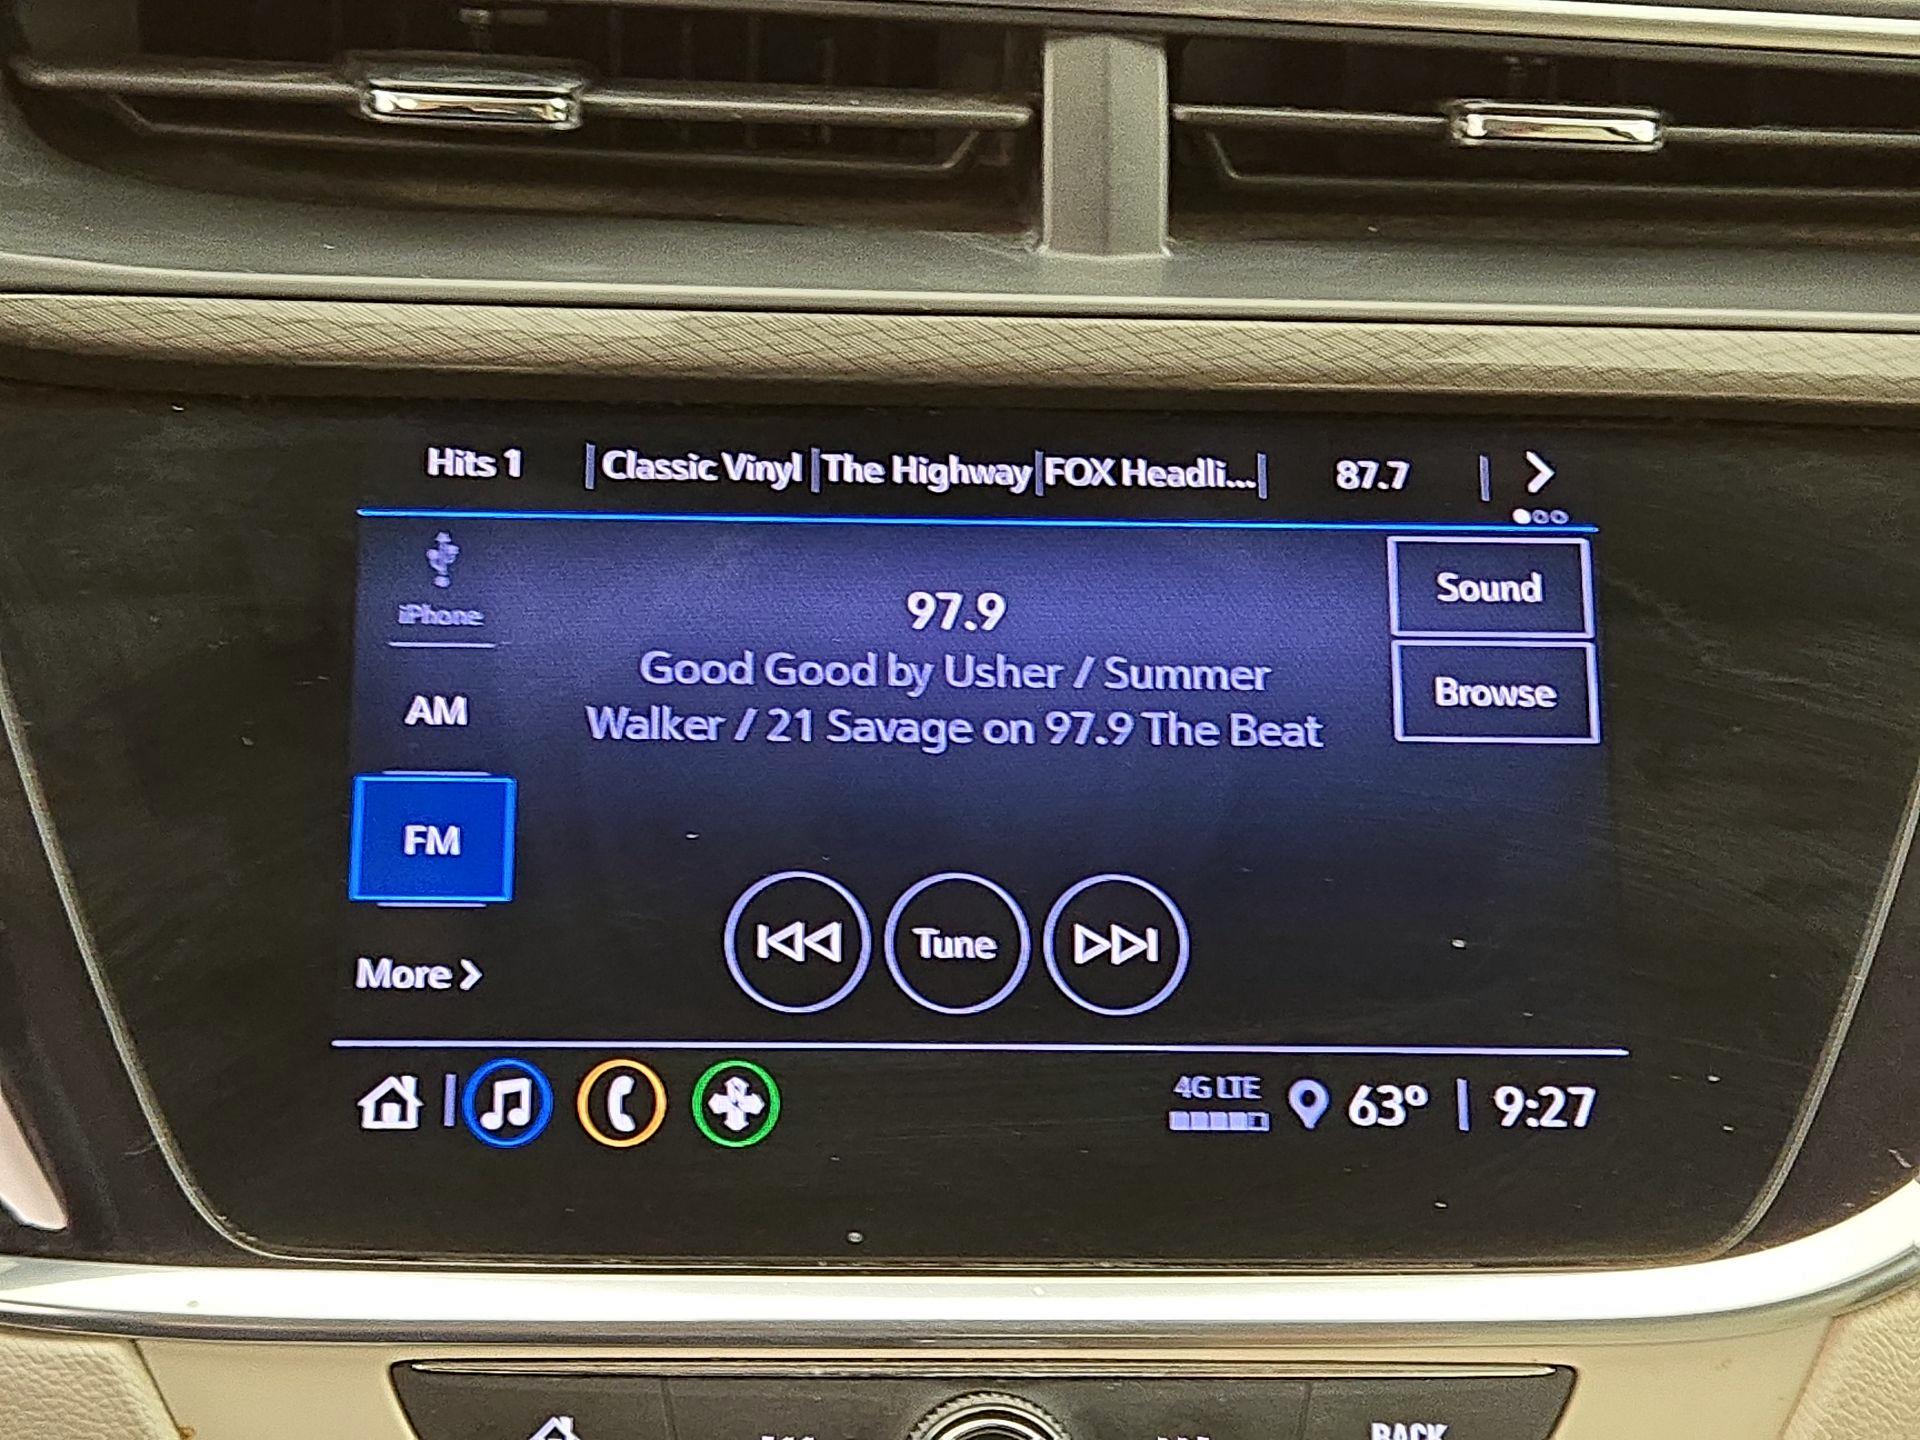 Hits 1 | Classic Vinyl | The Highway | FOX Headli... | 87.7
iPhone
97.9
Sound
Good Good by Usher / Summer
Walker / 21 Savage on 97.9 The Beat
Browse
AM
FM
Tune
More
4G LTE 63° | 9:27
BACK